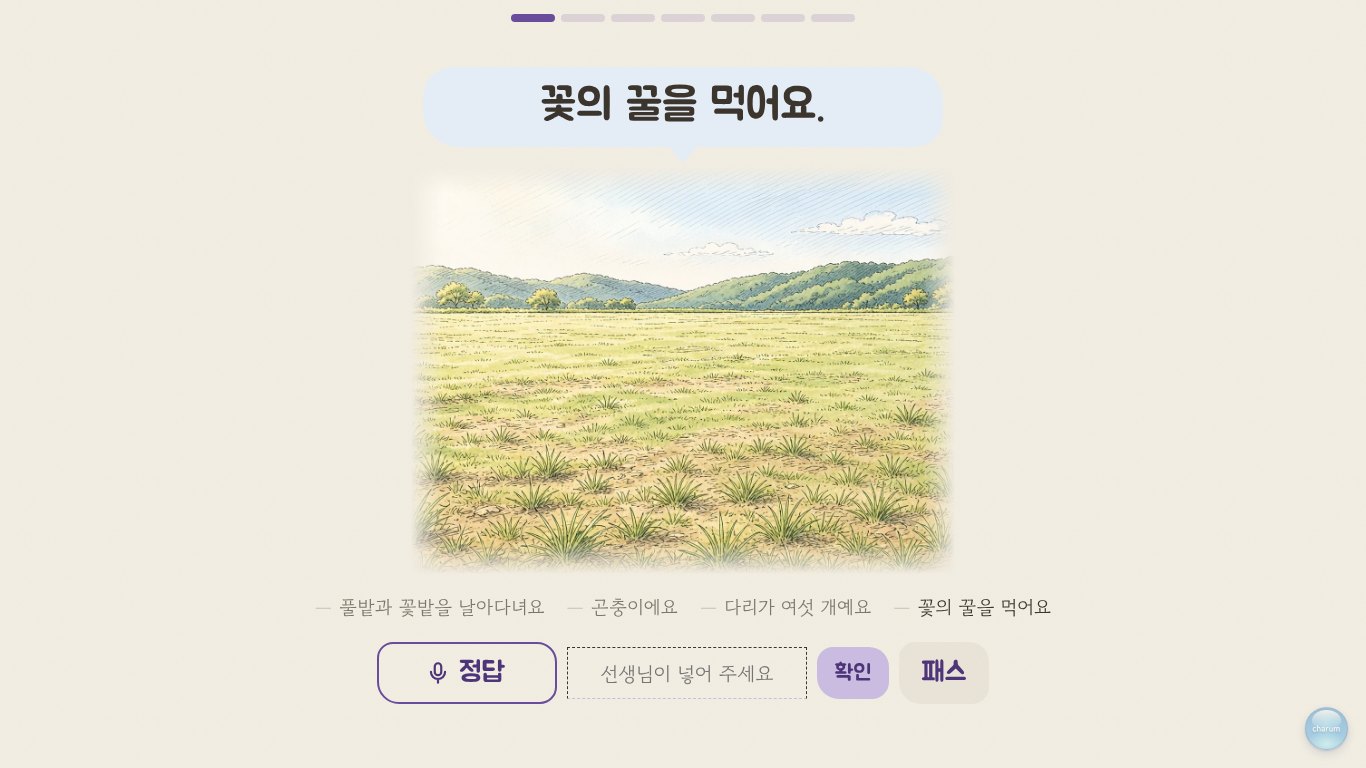 꽃의 꿀을 먹어요.
— 풀밭과 꽃밭을 날아다녀요 — 곤충이에요 — 다리가 여섯 개예요 — 꽃의 꿀을 먹어요
정답 선생님이 넣어 주세요 확인 패스
charum